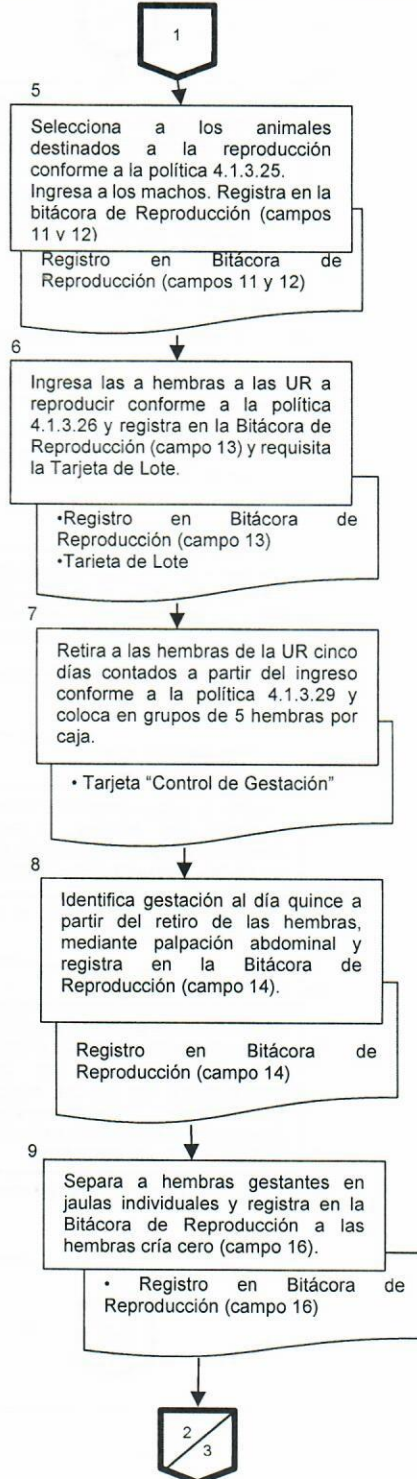 1
5
Selecciona a los animales
destinados a la reproducción
conforme a la política 4.1.3.25.
Ingresa a los machos. Registra en la
bitácora de Reproducción (campos
11 y 12)
Registro en Bitácora de
Reproducción (campos 11 y 12)
6
Ingresa las a hembras a las UR a
reproducir conforme a la política
4.1.3.26 y registra en la Bitácora de
Reproducción (campo 13) y requisita
la Tarjeta de Lote.
•Registro en Bitácora de
Reproducción (campo 13)
•Tarjeta de Lote
7
Retira a las hembras de la UR cinco
días contados a partir del ingreso
conforme a la política 4.1.3.29 y
coloca en grupos de 5 hembras por
caja.
• Tarjeta “Control de Gestación”
8
Identifica gestación al día quince a
partir del retiro de las hembras,
mediante palpación abdominal y
registra en la Bitácora de
Reproducción (campo 14).
Registro en Bitácora de
Reproducción (campo 14)
9
Separa a hembras gestantes en
jaulas individuales y registra en la
Bitácora de Reproducción a las
hembras cría cero (campo 16).
• Registro en Bitácora de
Reproducción (campo 16)
2
3